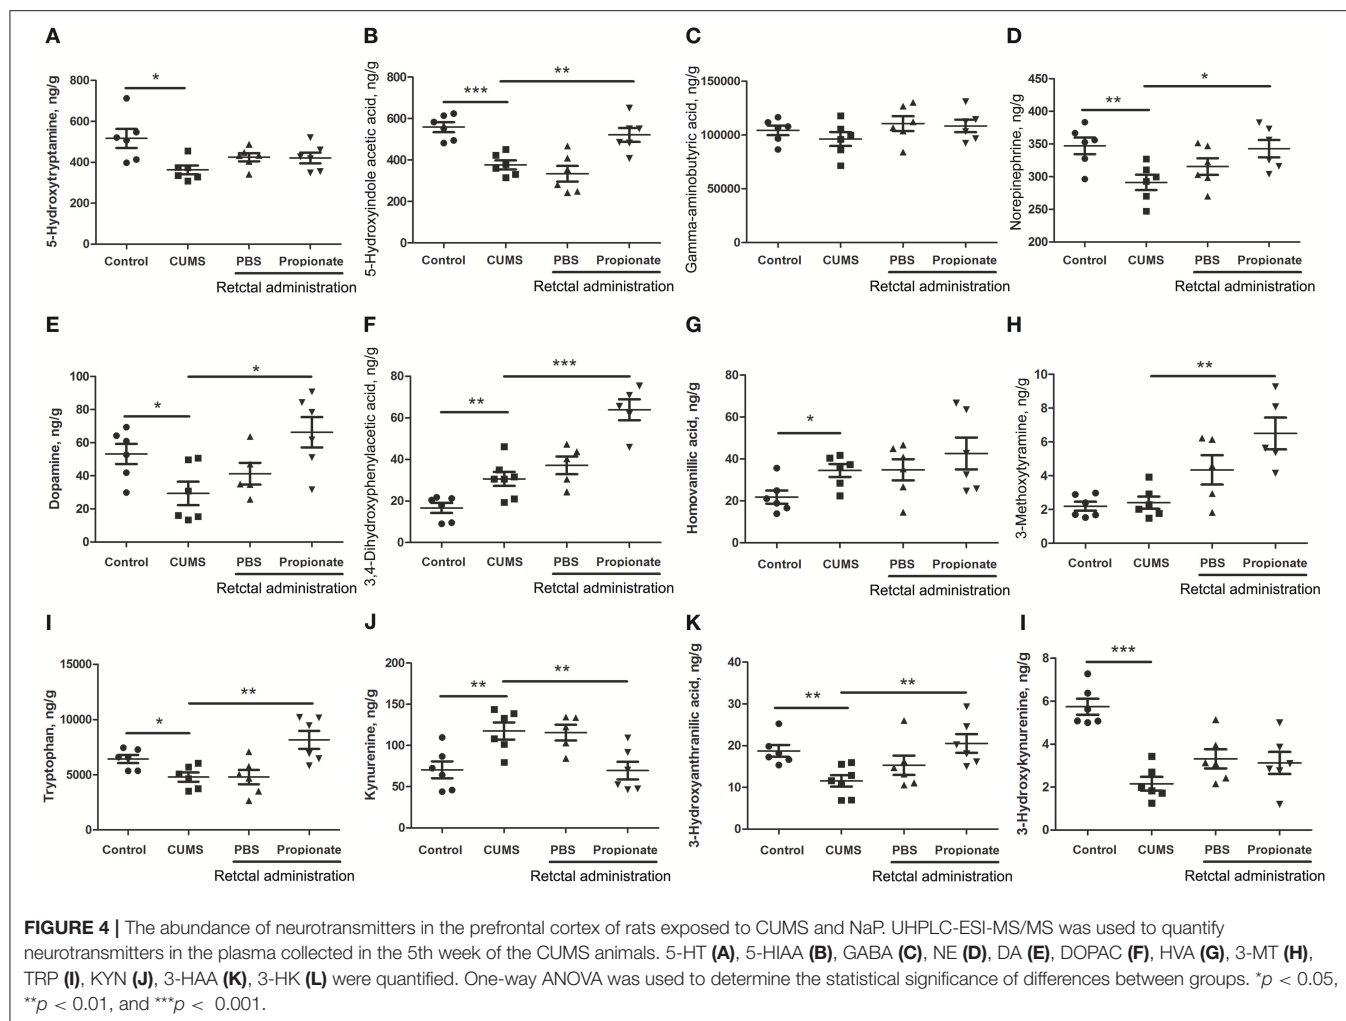 A
B
C
D
5-Hydroxytryptamine, ng/g
800
600
400
200
0
*
Control CUMS PBS Propionate
Retctal administration
5-Hydroxyindole acetic acid, ng/g
800
600
400
200
0
***
**
Control CUMS PBS Propionate
Retctal administration
Gamma-aminobutyric acid, ng/g
150000
100000
50000
0
Control CUMS PBS Propionate
Retctal administration
Norepinephrine, ng/g
450
400
350
300
250
200
**
*
Control CUMS PBS Propionate
Retctal administration
E
F
G
H
Dopamine, ng/g
100
80
60
40
20
0
*
*
Control CUMS PBS Propionate
Retctal administration
3,4-Dihydroxyphenylacetic acid, ng/g
80
60
40
20
0
**
***
Control CUMS PBS Propionate
Retctal administration
Homovanillic acid, ng/g
80
60
40
20
0
*
Control CUMS PBS Propionate
Retctal administration
3-Methoxytyramine, ng/g
10
8
6
4
2
0
**
Control CUMS PBS Propionate
Retctal administration
I
J
K
I
Tryptophan, ng/g
15000
10000
5000
0
*
**
Control CUMS PBS Propionate
Retctal administration
Kynurenine, ng/g
200
150
100
50
0
**
**
Control CUMS PBS Propionate
Retctal administration
3-Hydroxyanthranilic acid, ng/g
40
30
20
10
0
**
**
Control CUMS PBS Propionate
Retctal administration
3-Hydroxykynurenine, ng/g
8
6
4
2
0
***
Control CUMS PBS Propionate
Retctal administration
FIGURE 4 | The abundance of neurotransmitters in the prefrontal cortex of rats exposed to CUMS and NaP. UHPLC-ESI-MS/MS was used to quantify
neurotransmitters in the plasma collected in the 5th week of the CUMS animals. 5-HT (A), 5-HIAA (B), GABA (C), NE (D), DA (E), DOPAC (F), HVA (G), 3-MT (H),
TRP (I), KYN (J), 3-HAA (K), 3-HK (L) were quantified. One-way ANOVA was used to determine the statistical significance of differences between groups. *p < 0.05,
**p < 0.01, and ***p < 0.001.